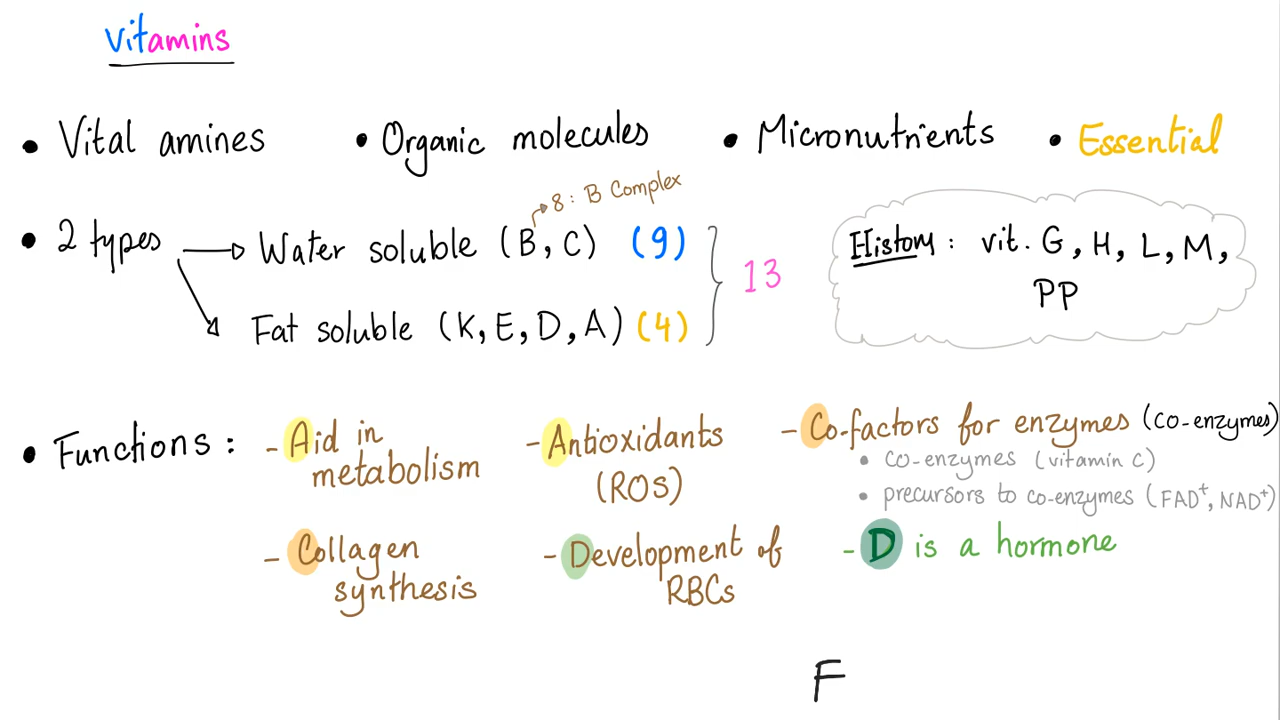 Vitamins
• Vital amines • Organic molecules • Micronutrients • Essential
8: B Complex
• 2 types Water soluble (B, C) (9)
13
Fat soluble (K, E, D, A) (4)
History: vit. G, H, L, M,
PP
• Functions: - Aid in
metabolism
- Antioxidants
(ROS)
- Co-factors for enzymes (co-enzymes)
• co-enzymes (vitamin c)
• precursors to co-enzymes (FAD+, NAD+)
- Collagen
synthesis
- Development of
RBCs
- D is a hormone
F